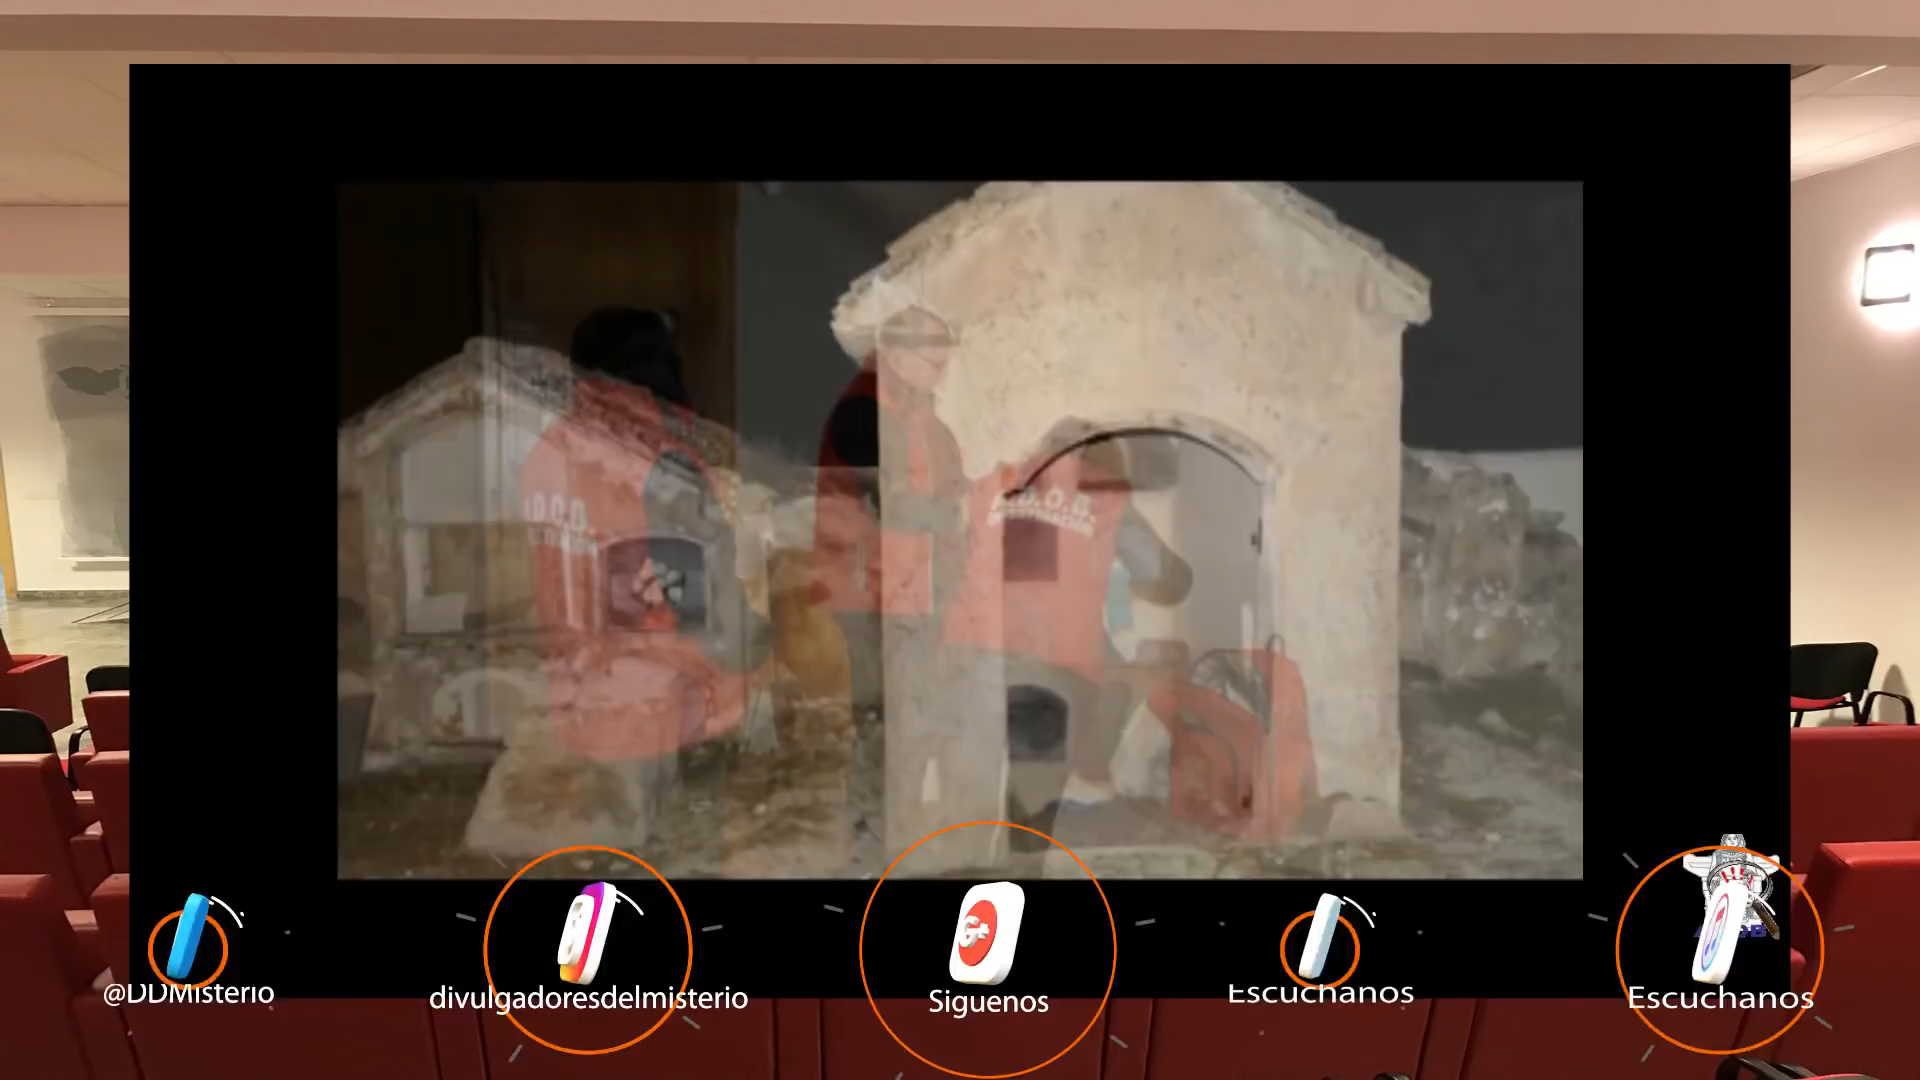 A.D.O.B.
@DDMisterio
divulgadoresdelmisterio
Siguenos
Escuchanos
Escuchanos